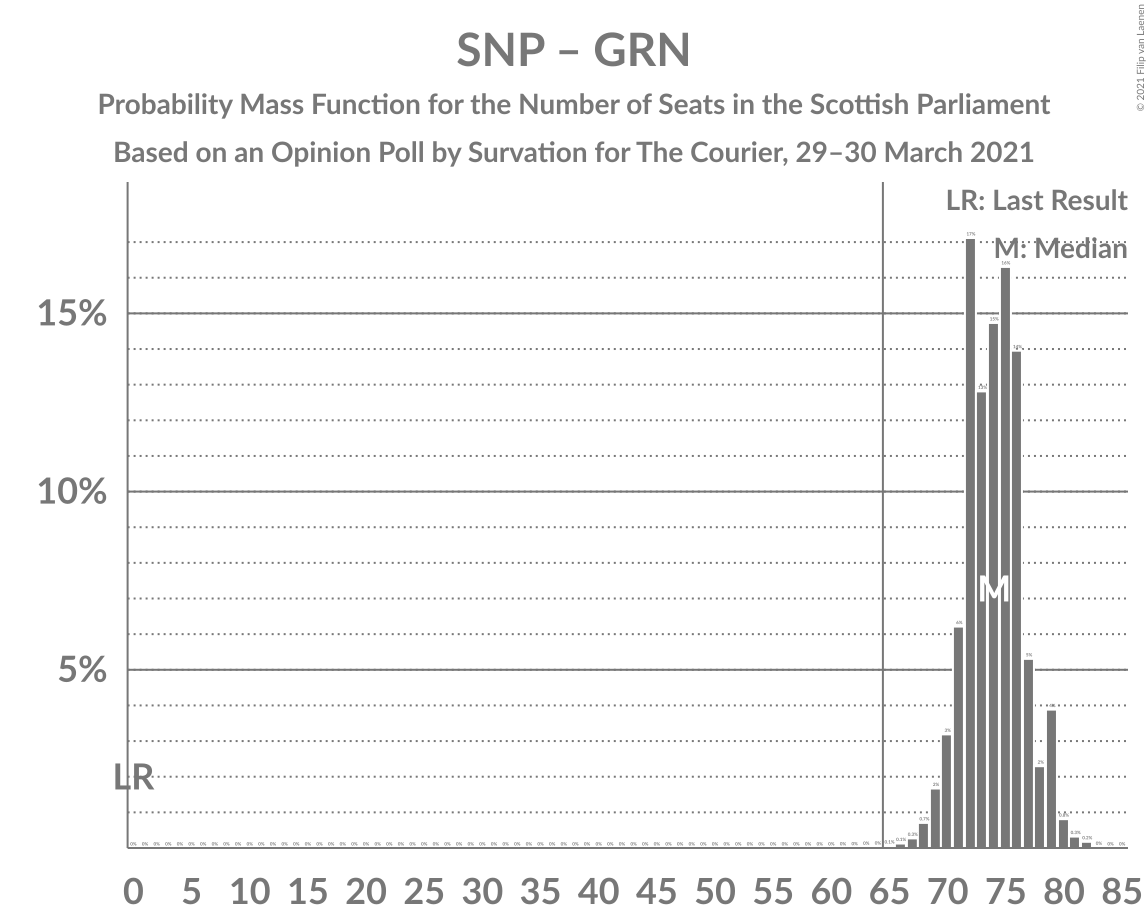 © 2021 Filip van Laenen
SNP – GRN
Probability Mass Function for the Number of Seats in the Scottish Parliament
Based on an Opinion Poll by Survation for The Courier, 29–30 March 2021
LR: Last Result
M: Median
15%
10%
5%
LR
M
0 5 10 15 20 25 30 35 40 45 50 55 60 65 70 75 80 85